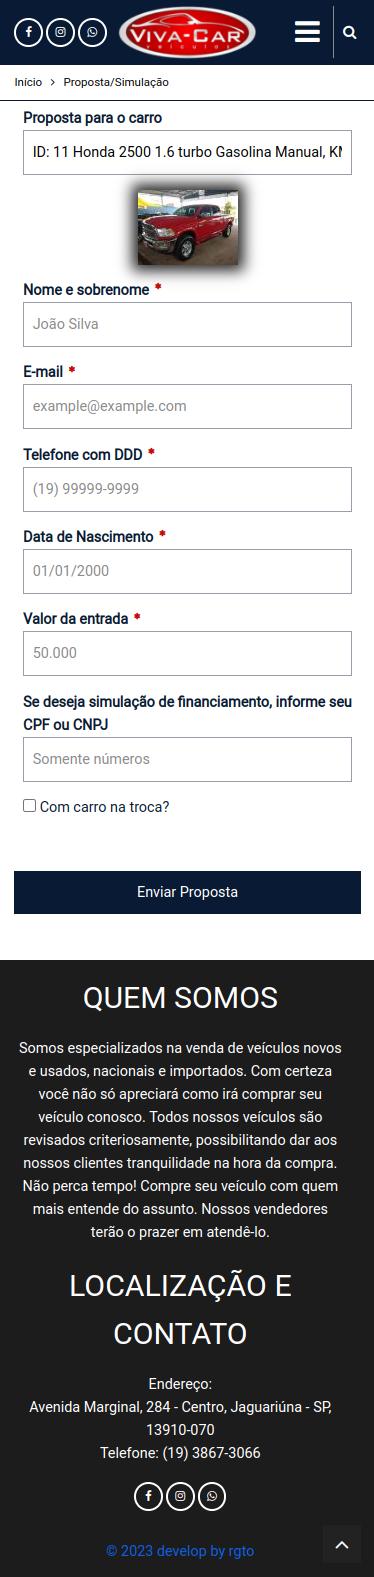 VIVA-CAR
veículos
Início > Proposta/Simulação
Proposta para o carro
ID: 11 Honda 2500 1.6 turbo Gasolina Manual, KM
Nome e sobrenome *
João Silva
E-mail *
example@example.com
Telefone com DDD *
(19) 99999-9999
Data de Nascimento *
01/01/2000
Valor da entrada *
50.000
Se deseja simulação de financiamento, informe seu
CPF ou CNPJ
Somente números
Com carro na troca?
Enviar Proposta
QUEM SOMOS
Somos especializados na venda de veículos novos
e usados, nacionais e importados. Com certeza
você não só apreciará como irá comprar seu
veículo conosco. Todos nossos veículos são
revisados criteriosamente, possibilitando dar aos
nossos clientes tranquilidade na hora da compra.
Não perca tempo! Compre seu veículo com quem
mais entende do assunto. Nossos vendedores
terão o prazer em atendê-lo.
LOCALIZAÇÃO E
CONTATO
Endereço:
Avenida Marginal, 284 - Centro, Jaguariúna - SP,
13910-070
Telefone: (19) 3867-3066
© 2023 develop by rgto